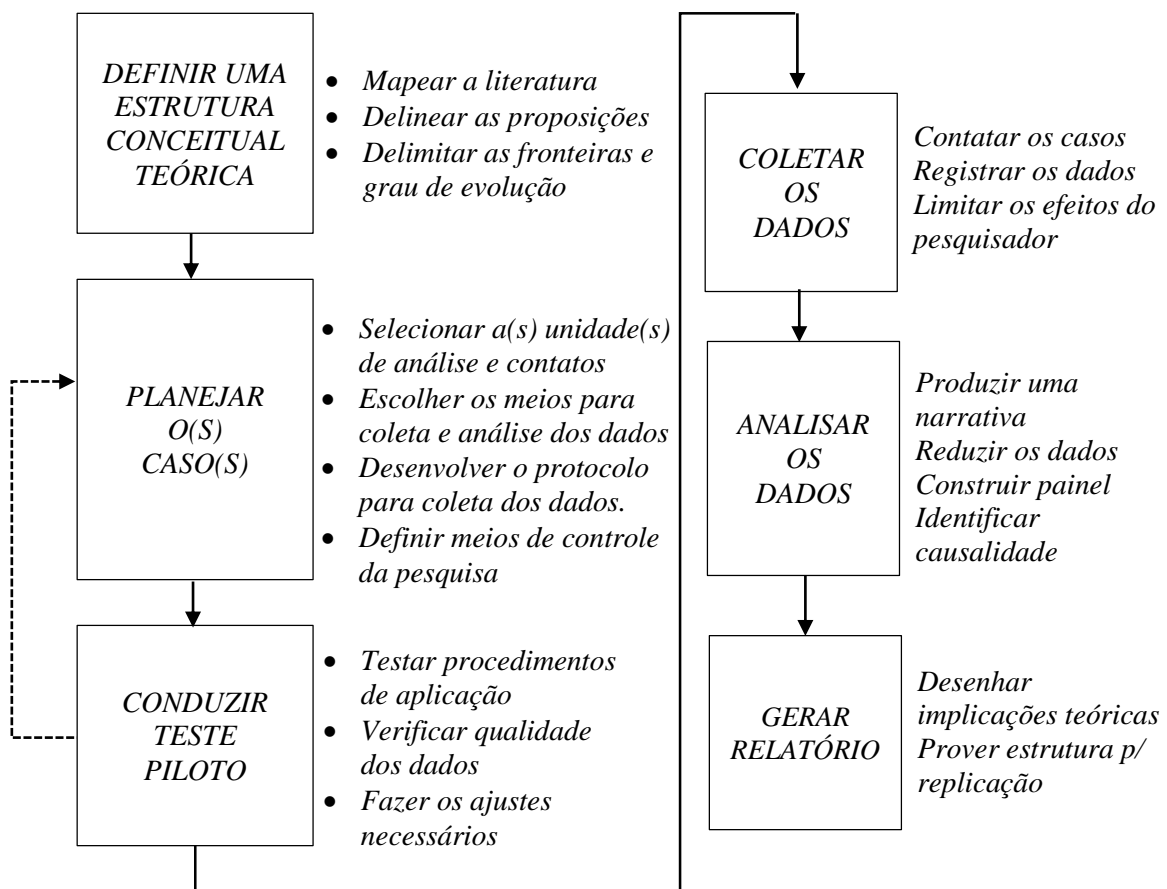 DEFINIR UMA
ESTRUTURA
CONCEITUAL
TEÓRICA
• Mapear a literatura
• Delinear as proposições
• Delimitar as fronteiras e
grau de evolução
PLANEJAR
O(S)
CASO(S)
• Selecionar a(s) unidade(s)
de análise e contatos
• Escolher os meios para
coleta e análise dos dados
• Desenvolver o protocolo
para coleta dos dados.
• Definir meios de controle
da pesquisa
CONDUZIR
TESTE
PILOTO
• Testar procedimentos
de aplicação
• Verificar qualidade
dos dados
• Fazer os ajustes
necessários
COLETAR
OS
DADOS
Contatar os casos
Registrar os dados
Limitar os efeitos do
pesquisador
ANALISAR
OS
DADOS
Produzir uma
narrativa
Reduzir os dados
Construir painel
Identificar
causalidade
GERAR
RELATÓRIO
Desenhar
implicações teóricas
Prover estrutura p/
replicação